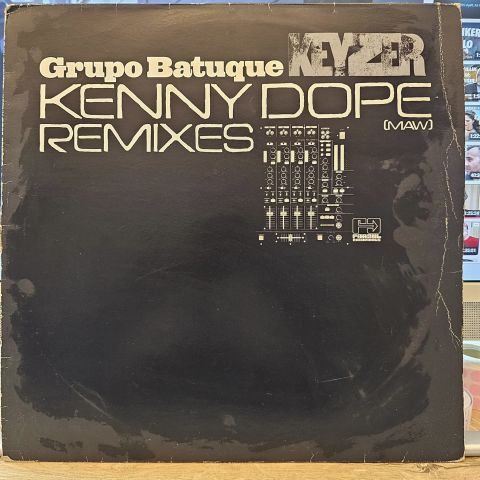 Grupo Batuque KEYZER
KENNY DOPE
(MAW)
REMIXES